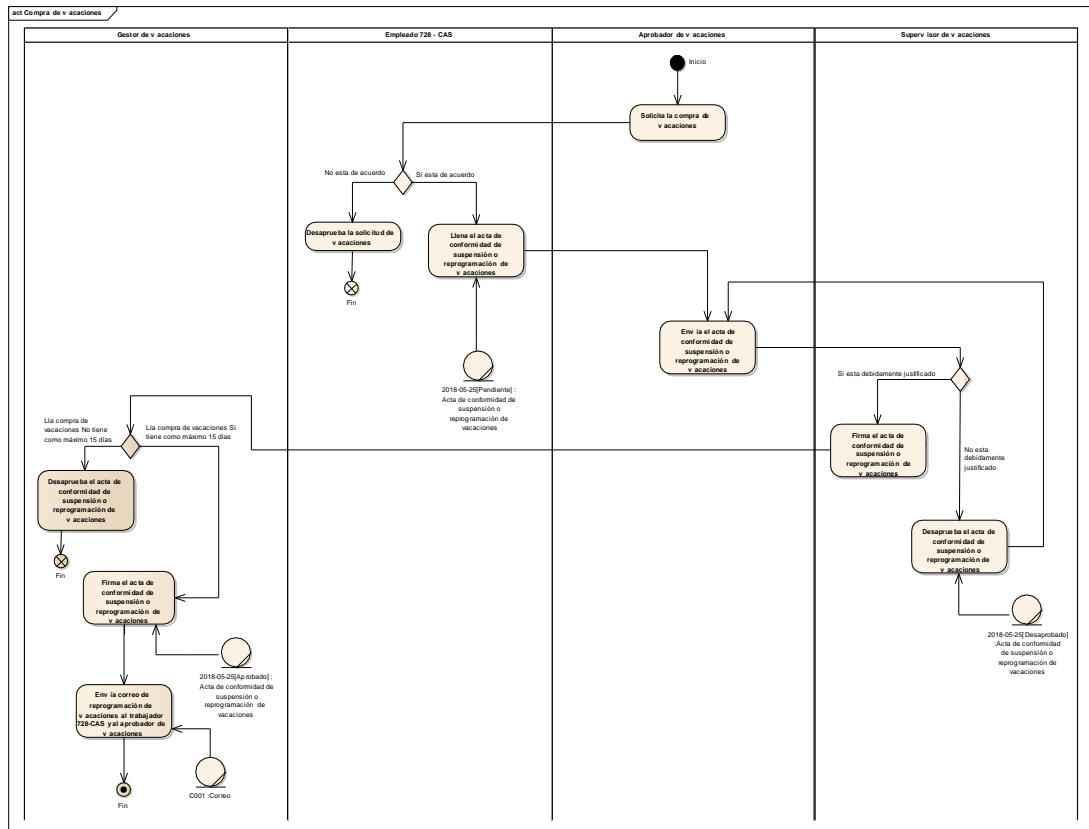 act Compra de v acaciones
Gestor de v acaciones
Empleado 728 - CAS
Aprobador de v acaciones
Superv isor de v acaciones
Inicio
Solicita la compra de
v acaciones
No esta de acuerdo
Si esta de acuerdo
Desaprueba la solicitud de
v acaciones
Fin
Llena el acta de
conformidad de
suspensión o
reprogramación de
v acaciones
2018-05-25[Pendiente] :
Acta de conformidad de
suspensión o
reprogramación de
vacaciones
Env ía el acta de
conformidad de
suspensión o
reprogramación de
v acaciones
Si esta debidamente justificado
No esta
debidamente
justificado
Firma el acta de
conformidad de
suspensión o
reprogramación de
v acaciones
Desaprueba el acta de
conformidad de
suspensión o
reprogramación de
v acaciones
2018-05-25[Desaprobado]
:Acta de conformidad
de suspensión o
reprogramación de
vacaciones
Lla compra de
vacaciones No tiene
como máximo 15 días
Lla compra de vacaciones Si
tiene como máximo 15 días
Desaprueba el acta de
conformidad de
suspensión o
reprogramación de
v acaciones
Fin
Firma el acta de
conformidad de
suspensión o
reprogramación de
v acaciones
2018-05-25[Aprobado] :
Acta de conformidad de
suspensión o
reprogramación de
vacaciones
Env ía correo de
reprogramación de
v acaciones al trabajador
728-CAS y al aprobador de
v acaciones
C001 :Correo
Fin